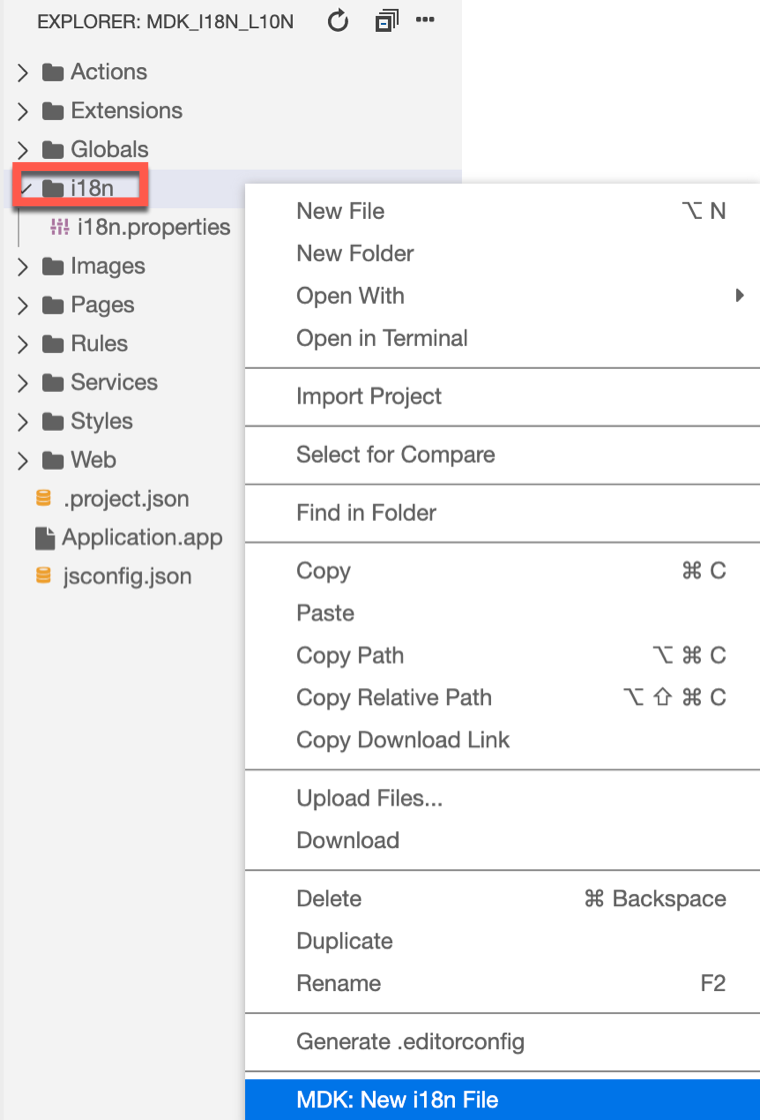 EXPLORER: MDK_I18N_L10N
Actions
Extensions
Globals
i18n
i18n.properties
Images
Pages
Rules
Services
Styles
Web
.project.json
Application.app
jsconfig.json
New File ⌥ N
New Folder
Open With
Open in Terminal
Import Project
Select for Compare
Find in Folder
Copy ⌘ C
Paste
Copy Path ⌥ ⌘ C
Copy Relative Path ⌥ ⇧ ⌘ C
Copy Download Link
Upload Files...
Download
Delete ⌘ Backspace
Duplicate
Rename F2
Generate .editorconfig
MDK: New i18n File